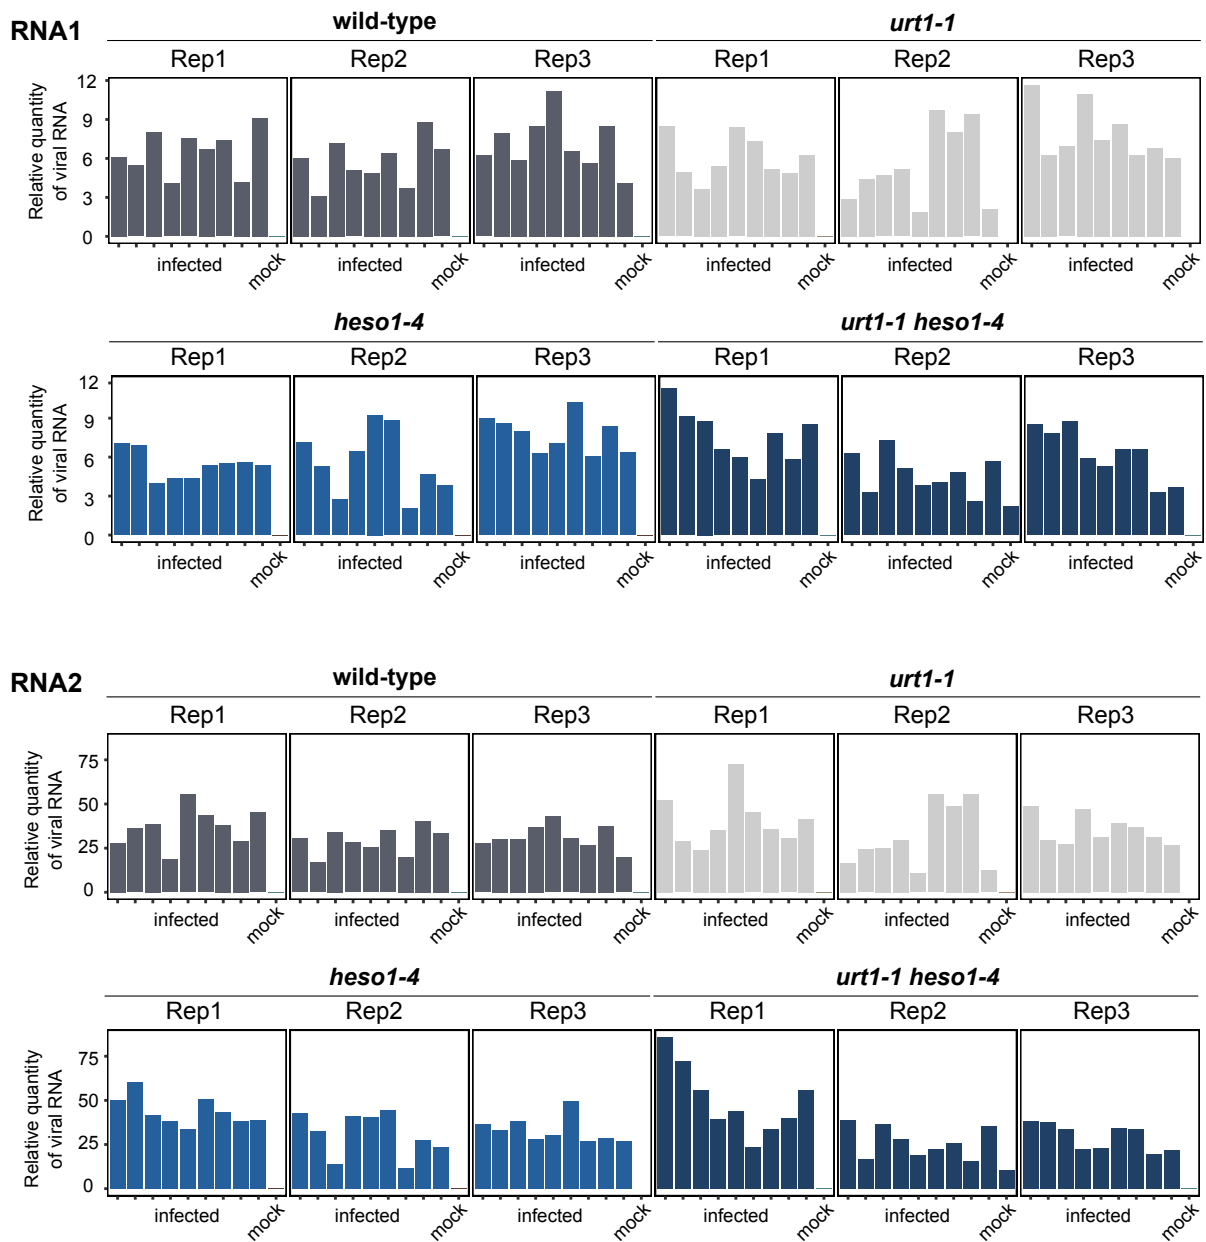 RNA1
wild-type urt1-1
Rep1 Rep2 Rep3 Rep1 Rep2 Rep3
Relative quantity
of viral RNA
12
9
6
3
0
infected mock infected mock infected mock infected mock infected mock infected mock
heso1-4 urt1-1 heso1-4
Rep1 Rep2 Rep3 Rep1 Rep2 Rep3
Relative quantity
of viral RNA
12
9
6
3
0
infected mock infected mock infected mock infected mock infected mock infected mock
RNA2
wild-type urt1-1
Rep1 Rep2 Rep3 Rep1 Rep2 Rep3
Relative quantity
of viral RNA
75
50
25
0
infected mock infected mock infected mock infected mock infected mock infected mock
heso1-4 urt1-1 heso1-4
Rep1 Rep2 Rep3 Rep1 Rep2 Rep3
Relative quantity
of viral RNA
75
50
25
0
infected mock infected mock infected mock infected mock infected mock infected mock